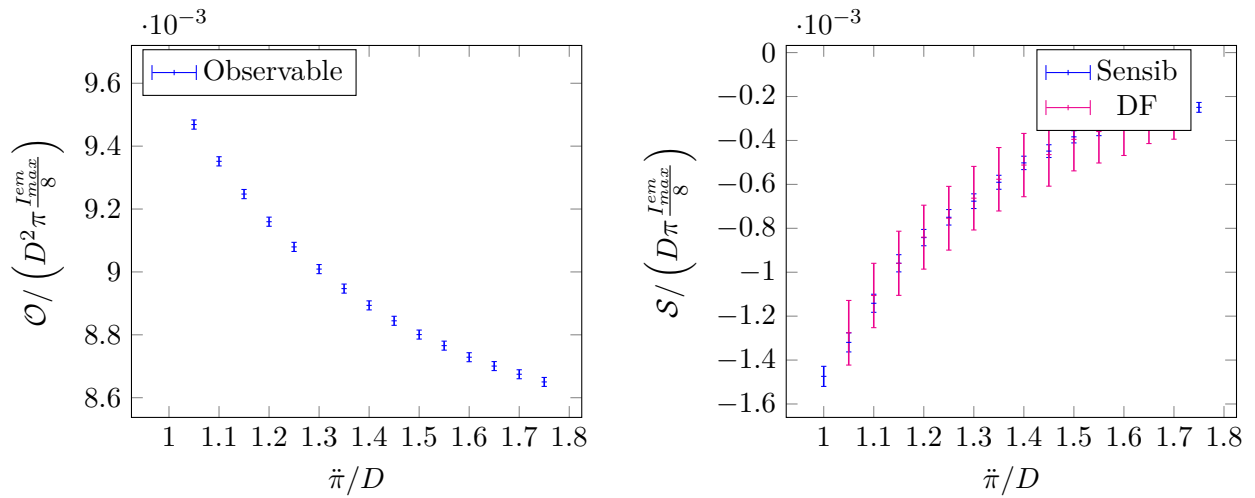 ·10−3
9.6
9.4
9.2
9
8.8
8.6
1 1.1 1.2 1.3 1.4 1.5 1.6 1.7 1.8
π̈/D
𝒪/(D²π I^{em}_{max}/8)
Observable
·10−3
0
−0.2
−0.4
−0.6
−0.8
−1
−1.2
−1.4
−1.6
1 1.1 1.2 1.3 1.4 1.5 1.6 1.7 1.8
π̈/D
𝒮/(Dπ I^{em}_{max}/8)
Sensib
DF